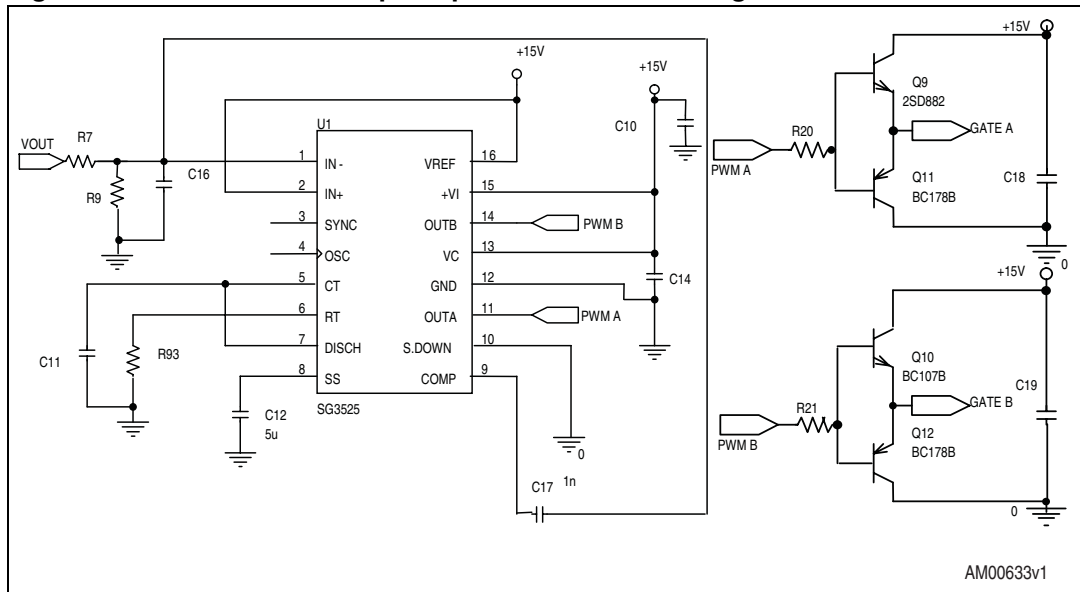 +15V
+15V
+15V
VOUT
R7
R9
C16
U1
1
IN -
2
IN+
3
SYNC
4
OSC
5
CT
6
RT
7
DISCH
8
SS
VREF
16
+VI
15
OUTB
14
VC
13
GND
12
OUTA
11
S.DOWN
10
COMP
9
SG3525
PWM B
PWM A
C10
C14
C11
R93
C12
5u
0
C17
1n
PWM A
R20
Q9
2SD882
GATE A
Q11
BC178B
C18
0
+15V
PWM B
R21
Q10
BC107B
GATE B
Q12
BC178B
C19
0
AM00633v1